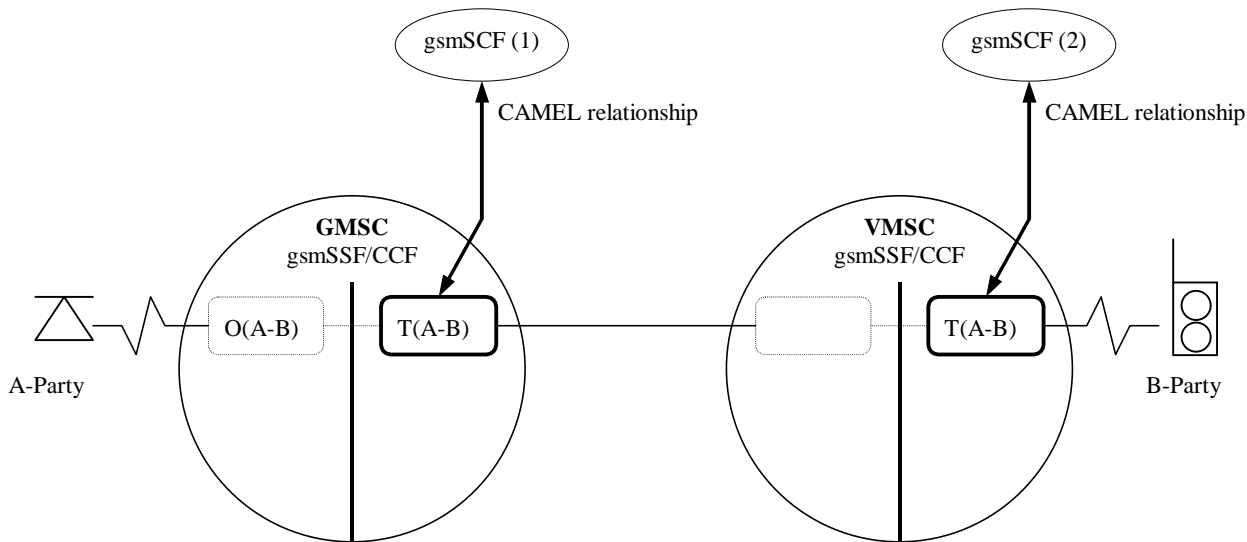 gsmSCF (1)
gsmSCF (2)
CAMEL relationship
CAMEL relationship
GMSC
gsmSSF/CCF
VMSC
gsmSSF/CCF
O(A-B)
T(A-B)
T(A-B)
A-Party
B-Party